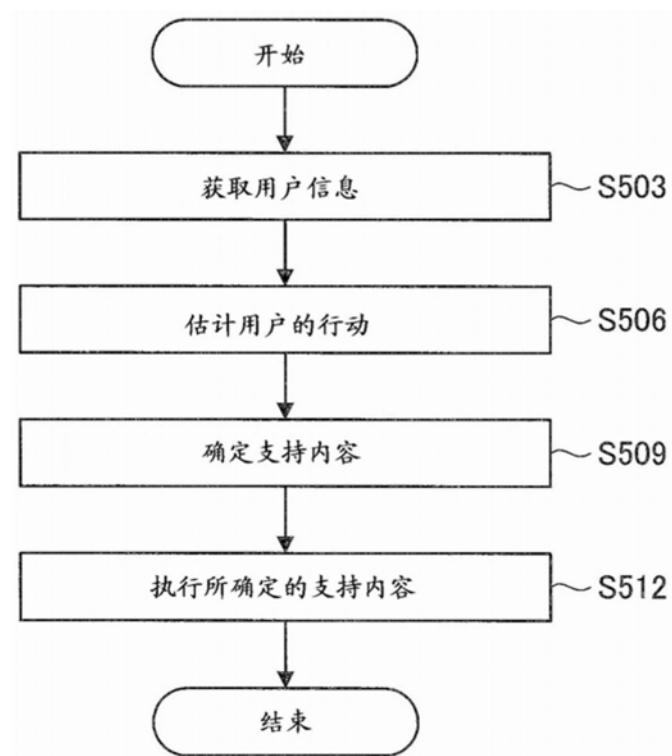 开始
获取用户信息 S503
估计用户的行动 S506
确定支持内容 S509
执行所确定的支持内容 S512
结束